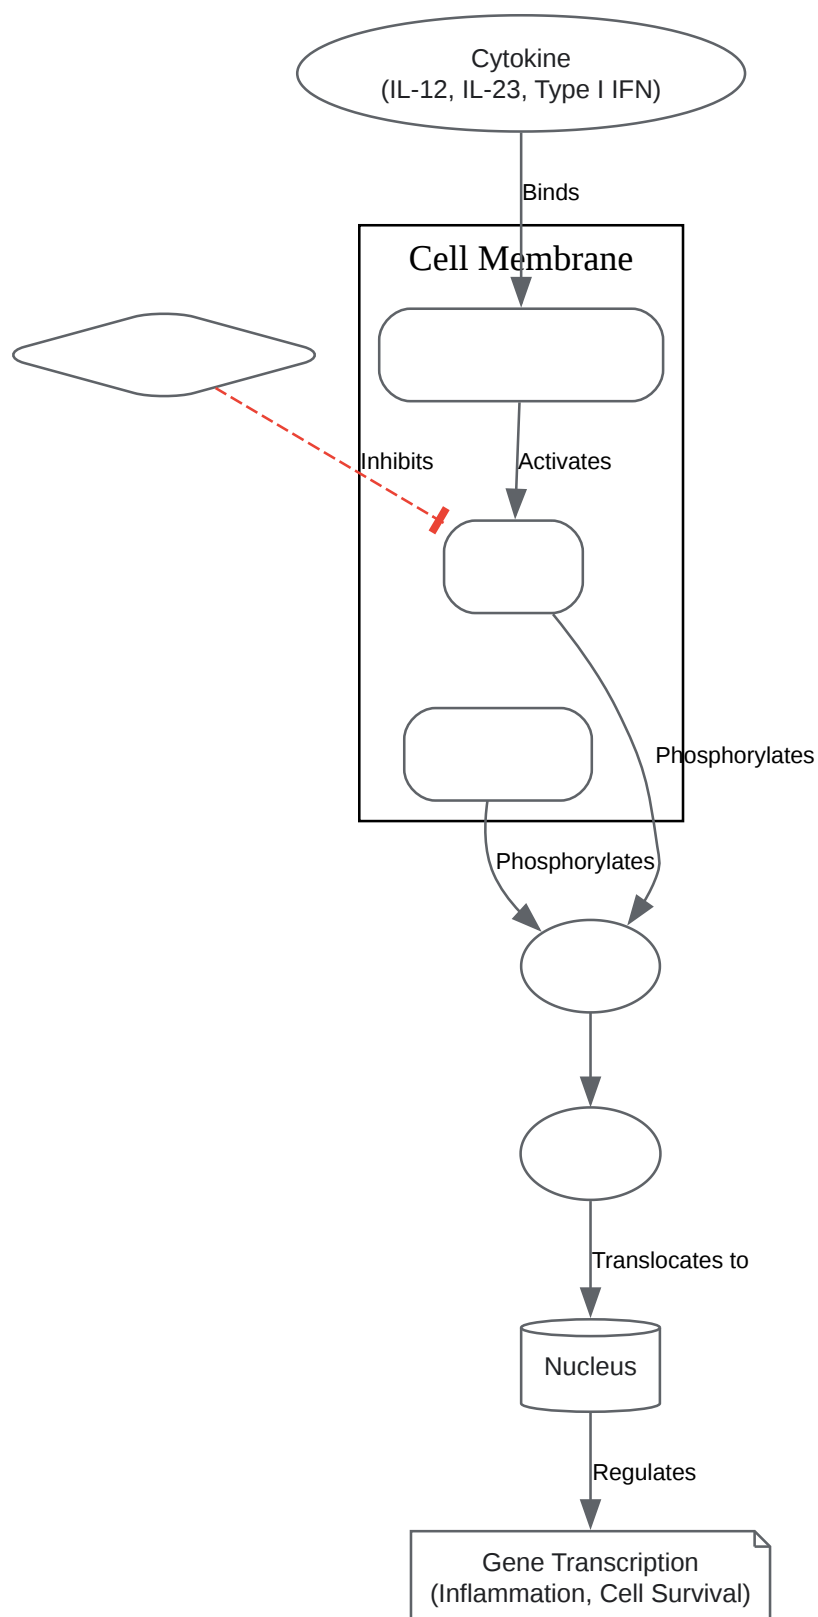 Cytokine
(IL-12, IL-23, Type I IFN)
Binds
Cell Membrane
Inhibits
Activates
Phosphorylates
Phosphorylates
Translocates to
Nucleus
Regulates
Gene Transcription
(Inflammation, Cell Survival)